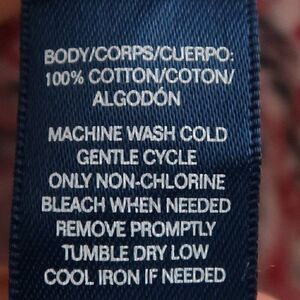 BODY/CORPS/CUERPO:
100% COTTON/COTON/
ALGODÓN
MACHINE WASH COLD
GENTLE CYCLE
ONLY NON-CHLORINE
BLEACH WHEN NEEDED
REMOVE PROMPTLY
TUMBLE DRY LOW
COOL IRON IF NEEDED